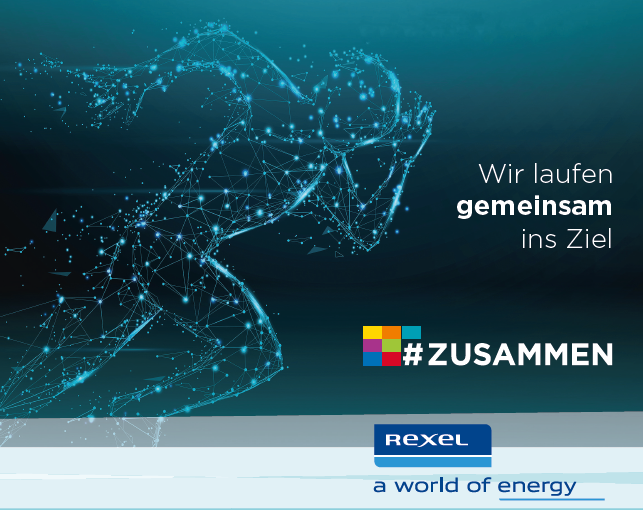 Wir laufen
gemeinsam
ins Ziel
#ZUSAMMEN
REXEL
a world of energy